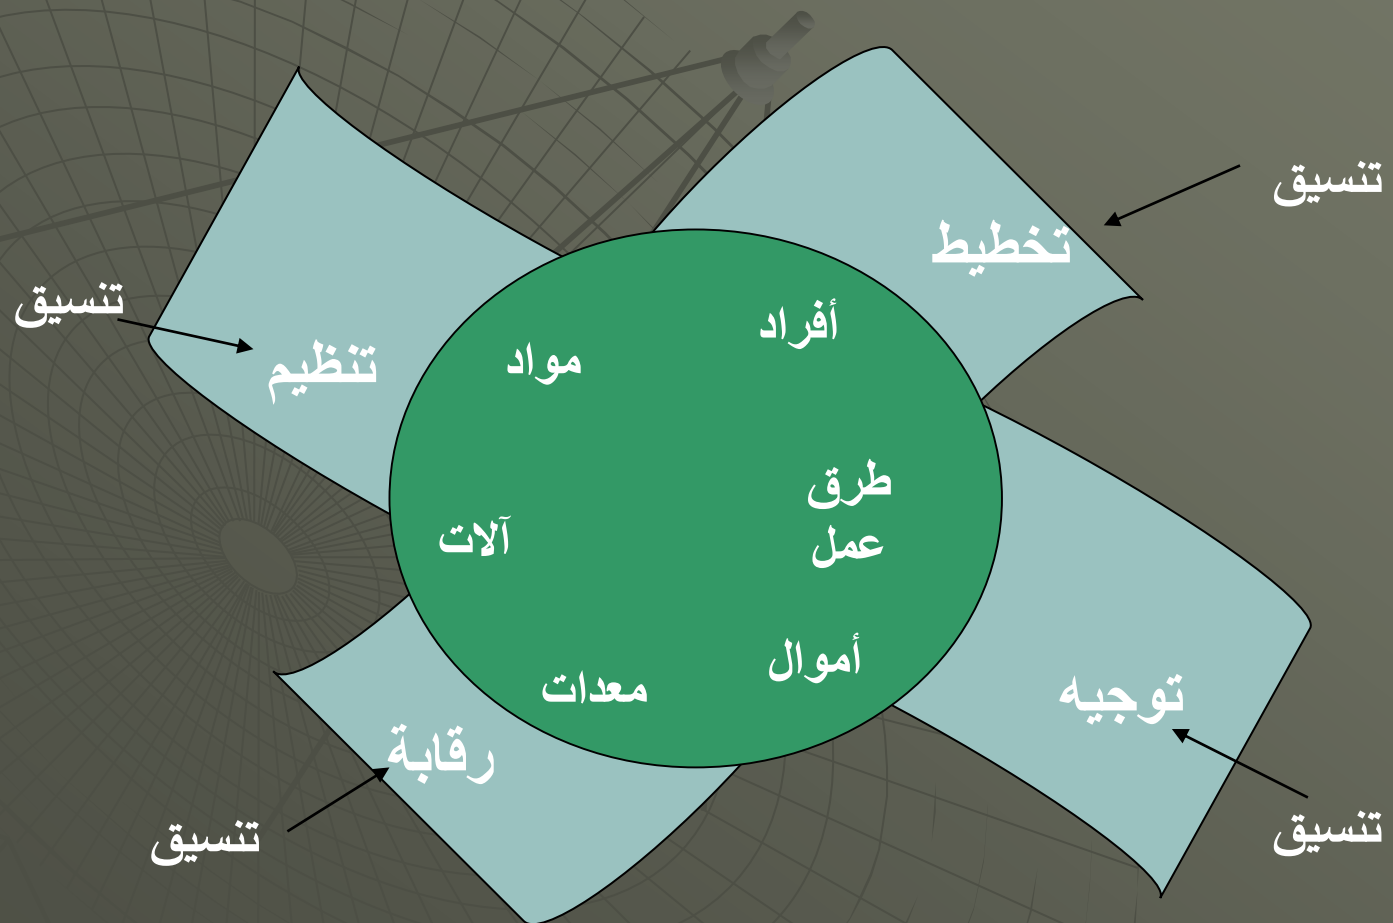 تنسيق
تخطيط
تنسيق
تنظيم
أفراد
مواد
طرق
عمل
آلات
أموال
معدات
توجيه
رقابة
تنسيق
تنسيق